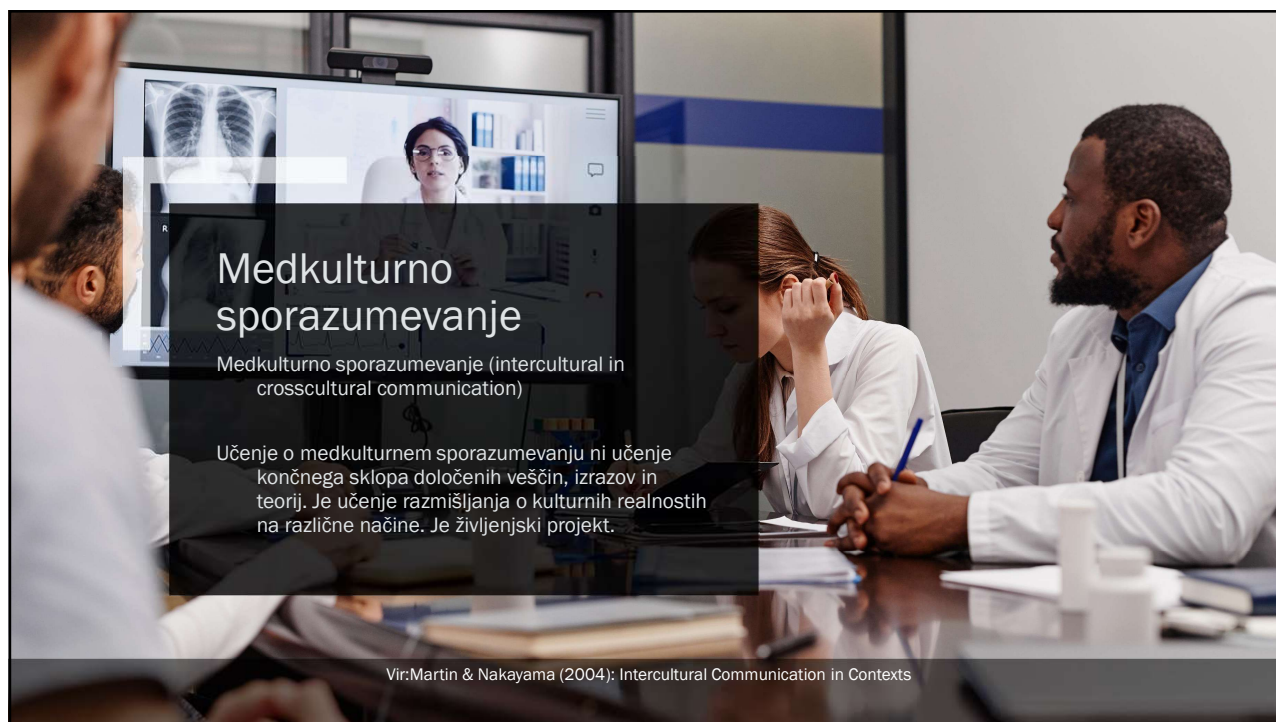 Medkulturno
sporazumevanje
Medkulturno sporazumevanje (intercultural in
crosscultural communication)
Učenje o medkulturnem sporazumevanju ni učenje
končnega sklopa določenih veščin, izrazov in
teorij. Je učenje razmišljanja o kulturnih realnostih
na različne načine. Je življenjski projekt.
Vir:Martin & Nakayama (2004): Intercultural Communication in Contexts
R